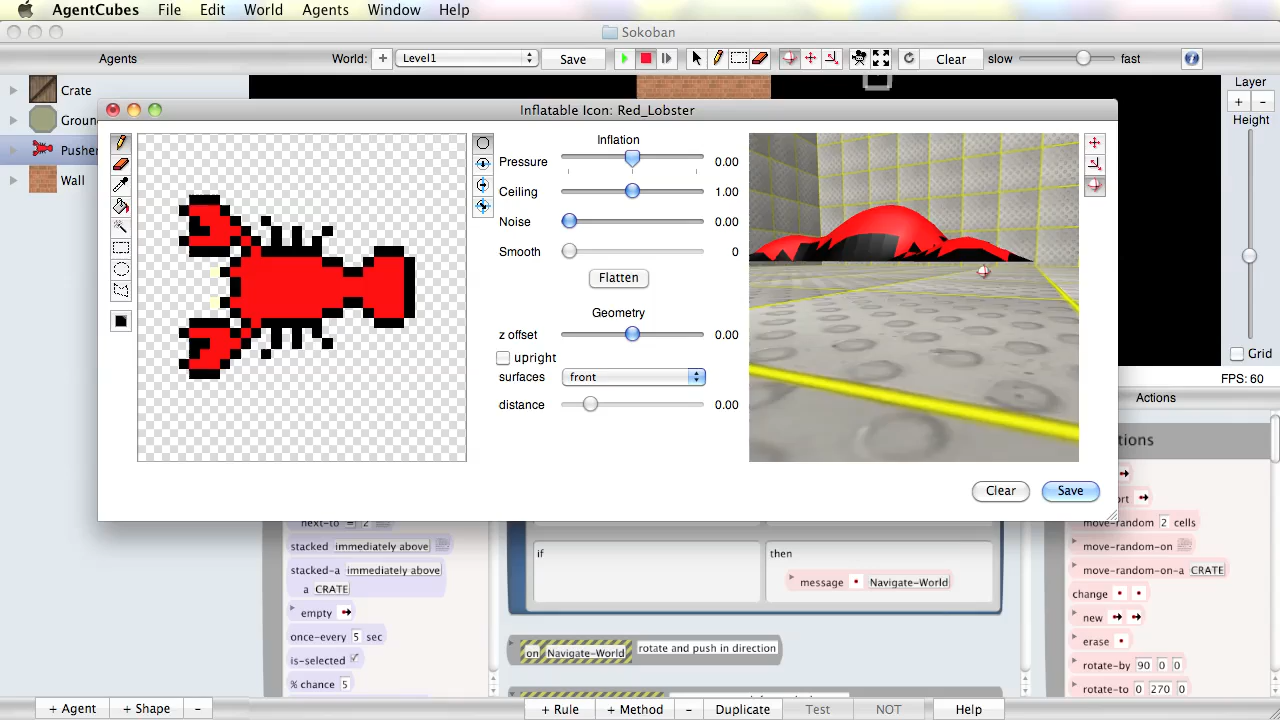 AgentCubes File Edit World Agents Window Help
Sokoban
Agents World: + Level1 Save Clear slow fast
Layer
+ -
Height
Grid
FPS: 60
Crate
Pusher
Wall
Inflatable Icon: Red_Lobster
Inflation
Pressure 0.00
Ceiling 1.00
Noise 0.00
Smooth 0
Flatten
Geometry
z offset 0.00
upright
surfaces front
distance 0.00
Clear Save
Actions
next-to = 2
stacked immediately above
stacked-a immediately above
a CRATE
empty
once-every 5 sec
is-selected
% chance 5
if then
message Navigate-World
on Navigate-World rotate and push in direction
move-random 2 cells
move-random-on
move-random-on-a CRATE
change
new
erase
rotate-by 90 0 0
rotate-to 0 270 0
+ Agent + Shape - + Rule + Method - Duplicate Test NOT Help